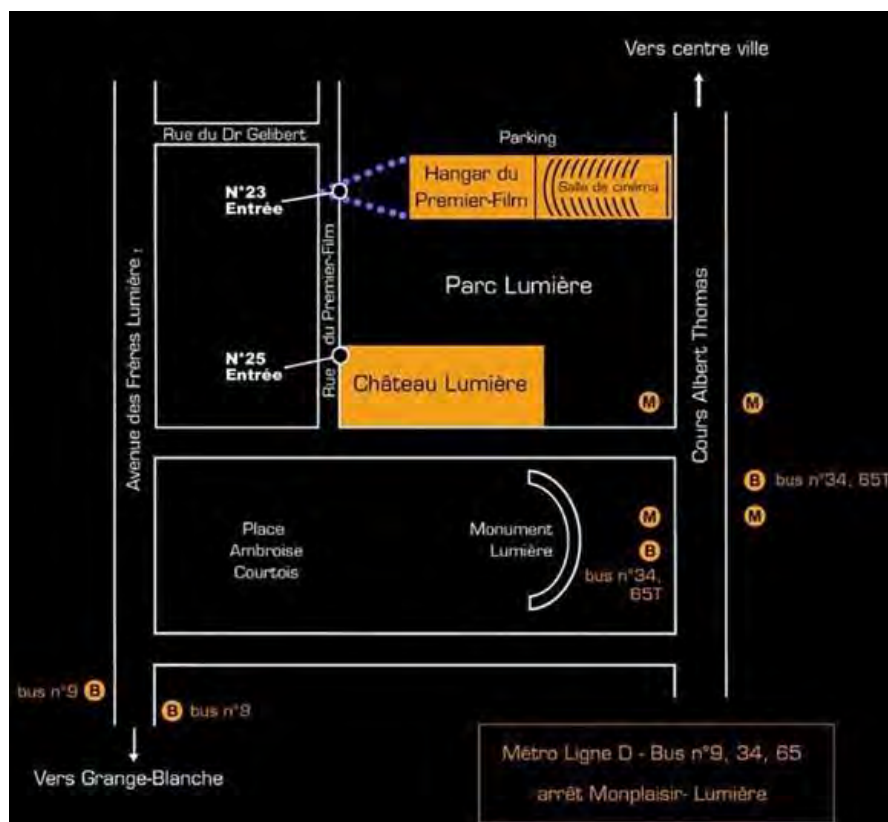 Vers centre ville
Rue du Dr Gelibert
Parking
Hangar du
Premier-Film
Salle de cinéma
N°23
Entrée
Avenue des Frères Lumière
Rue du Premier-Film
Parc Lumière
Cours Albert Thomas
N°25
Entrée
Château Lumière
M
M
B bus n°34, 65T
Place
Ambroise
Courtois
Monument
Lumière
M
M
B
bus n°34,
65T
bus n°9 B
B bus n°9
Vers Grange-Blanche
Métro Ligne D - Bus n°9, 34, 65
arrêt Monplaisir- Lumière